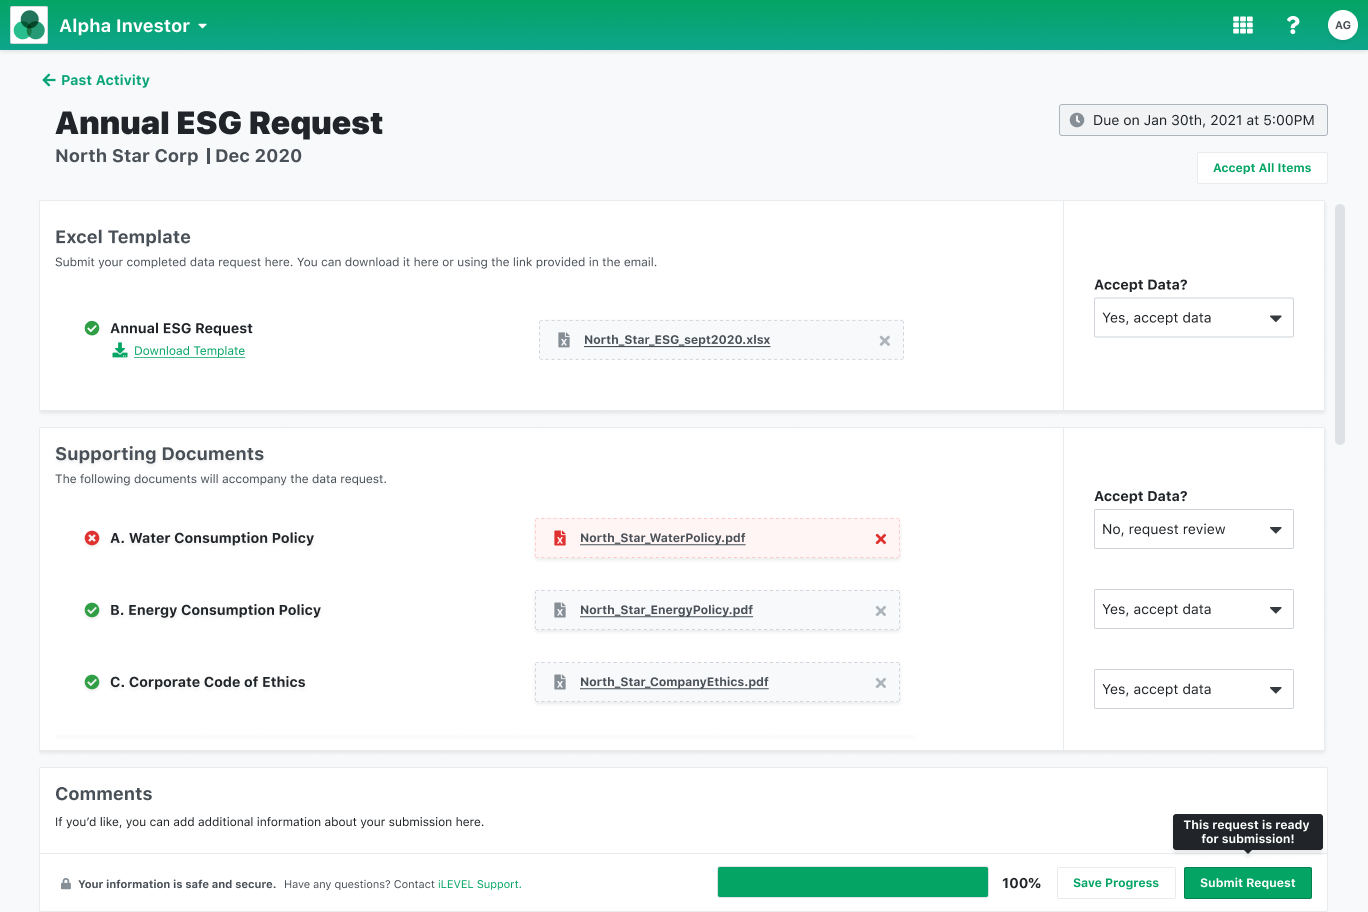 Alpha Investor
?
AG
Past Activity
Annual ESG Request
North Star Corp | Dec 2020
Due on Jan 30th, 2021 at 5:00PM
Accept All Items
Excel Template
Submit your completed data request here. You can download it here or using the link provided in the email.
Annual ESG Request
Download Template
North_Star_ESG_sept2020.xlsx
Accept Data?
Yes, accept data
Supporting Documents
The following documents will accompany the data request.
Accept Data?
A. Water Consumption Policy
North_Star_WaterPolicy.pdf
No, request review
B. Energy Consumption Policy
North_Star_EnergyPolicy.pdf
Yes, accept data
C. Corporate Code of Ethics
North_Star_CompanyEthics.pdf
Yes, accept data
Comments
If you’d like, you can add additional information about your submission here.
This request is ready
for submission!
Your information is safe and secure. Have any questions? Contact iLEVEL Support.
100%
Save Progress
Submit Request